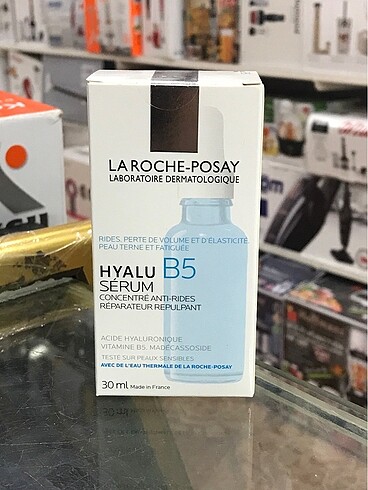 LA ROCHE-POSAY
LABORATOIRE DERMATOLOGIQUE
RIDES, PERTE DE VOLUME ET D'ÉLASTICITÉ,
PEAU TERNE ET FATIGUÉE
HYALU B5
SÉRUM
CONCENTRÉ ANTI-RIDES
RÉPARATEUR REPULPANT
ACIDE HYALURONIQUE
VITAMINE B5. MADÉCASSOSIDE
TESTÉ SUR PEAUX SENSIBLES
AVEC DE L'EAU THERMALE DE LA ROCHE-POSAY
30 ml Made in France